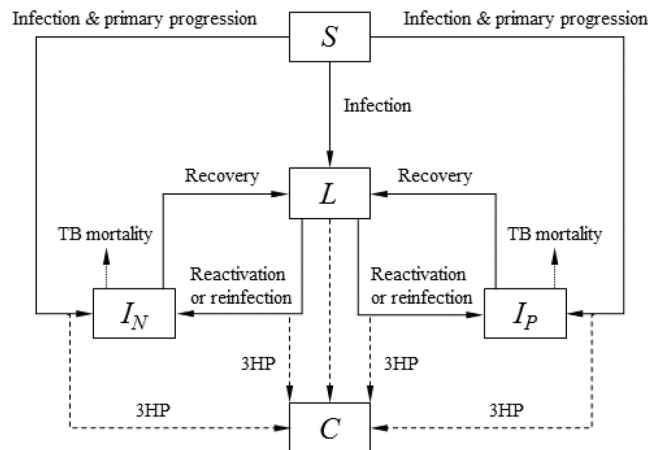 Infection & primary progression
Infection & primary progression
S
Infection
Recovery
L
Recovery
TB mortality
TB mortality
Reactivation
or reinfection
Reactivation
or reinfection
I_N
I_P
3HP
3HP
3HP
3HP
C